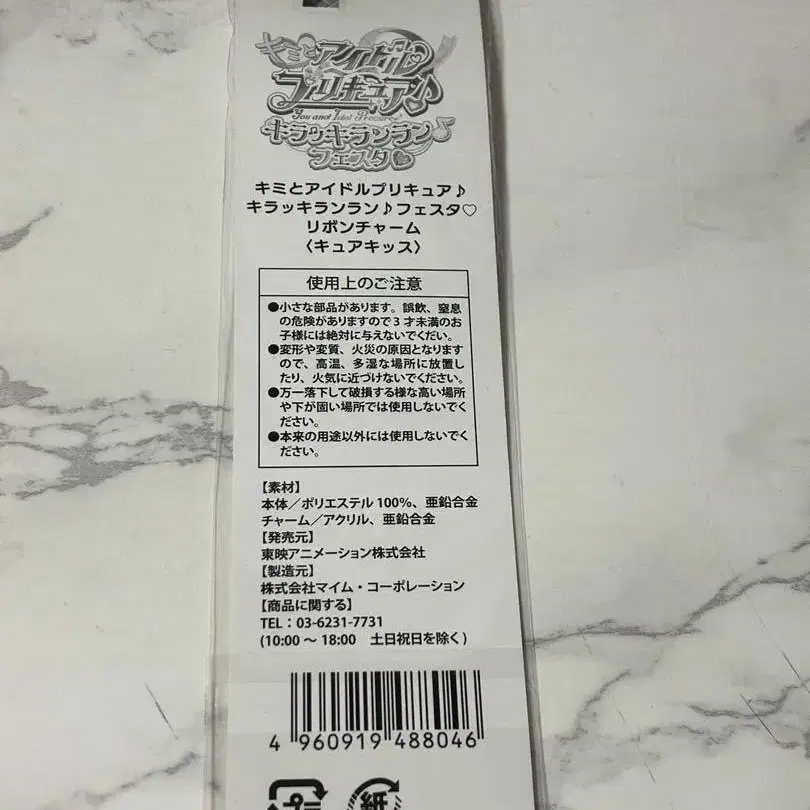 キミとアイドル
プリキュア♪
You and Idol Precure
キラッキランラン♪
フェスタ♡
キミとアイドルプリキュア♪
キラッキランラン♪フェスタ♡
リボンチャーム
〈キュアキッス〉
使用上のご注意
●小さな部品があります。誤飲、窒息
の危険がありますので3才未満のお
子様には絶対に与えないでください。
●変形や変質、火災の原因となります
ので、高温、多湿な場所に放置し
たり、火気に近づけないでください。
●万一落下して破損する様な高い場所
や下が固い場所では使用しないでく
ださい。
●本来の用途以外には使用しないでく
ださい。
【素材】
本体／ポリエステル100%、亜鉛合金
チャーム／アクリル、亜鉛合金
【発売元】
東映アニメーション株式会社
【製造元】
株式会社マイム・コーポレーション
【商品に関する】
TEL：03-6231-7731
(10:00 ～ 18:00　土日祝日を除く)
4 960919 488046
プラ
紙